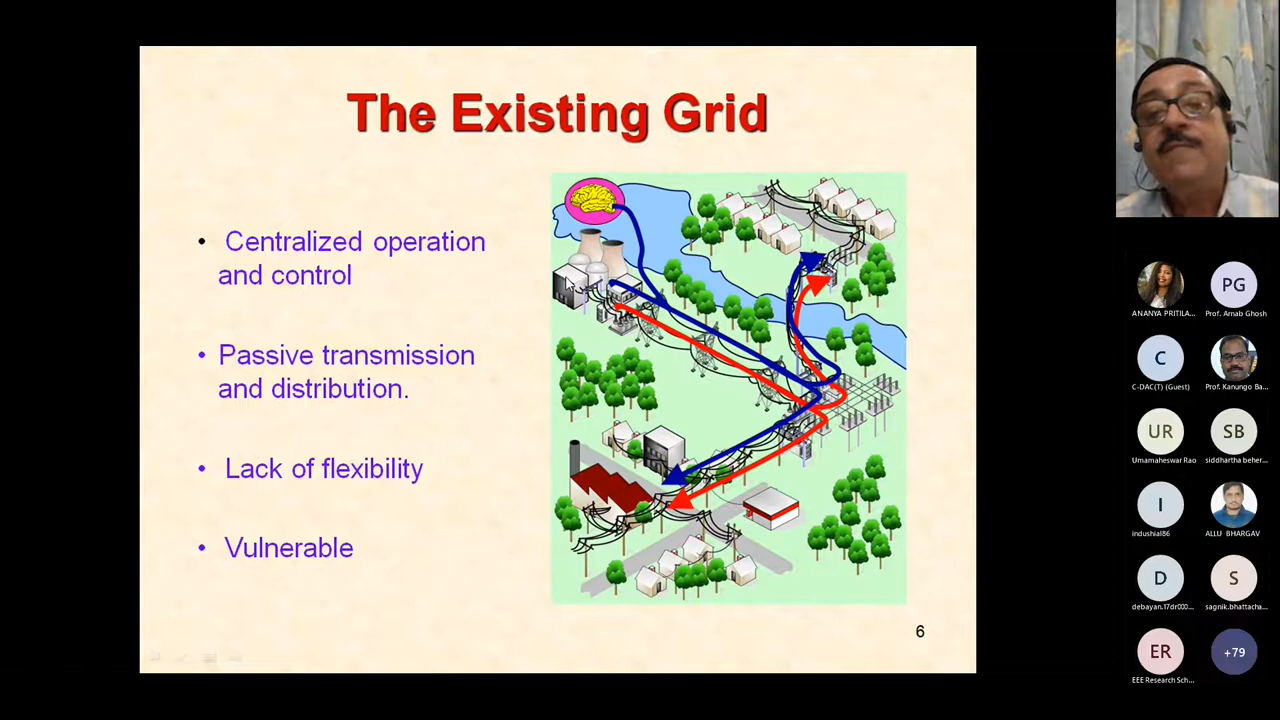 The Existing Grid
• Centralized operation
and control
• Passive transmission
and distribution.
• Lack of flexibility
• Vulnerable
6
ANANYA PRITILA...
PG
Prof. Arnab Ghosh
C
C-DAC(T) (Guest)
Prof. Kanungo Ba...
UR
Umamaheswar Rao
SB
siddhartha beher...
I
indushial86
ALLU BHARGAV
D
debayan.17dr000...
S
sagnik.bhattacha...
ER
EEE Research Sch...
+79